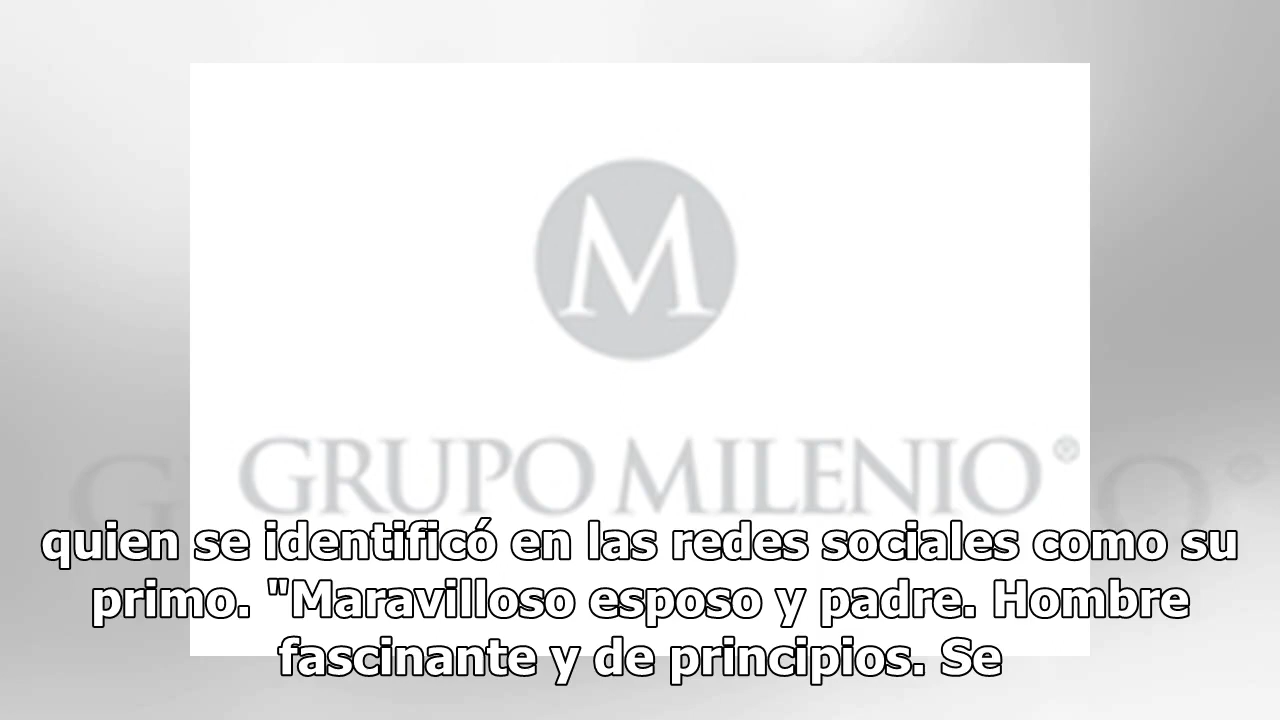 M
GRUPO MILENIO®
quien se identificó en las redes sociales como su
primo. "Maravilloso esposo y padre. Hombre
fascinante y de principios. Se